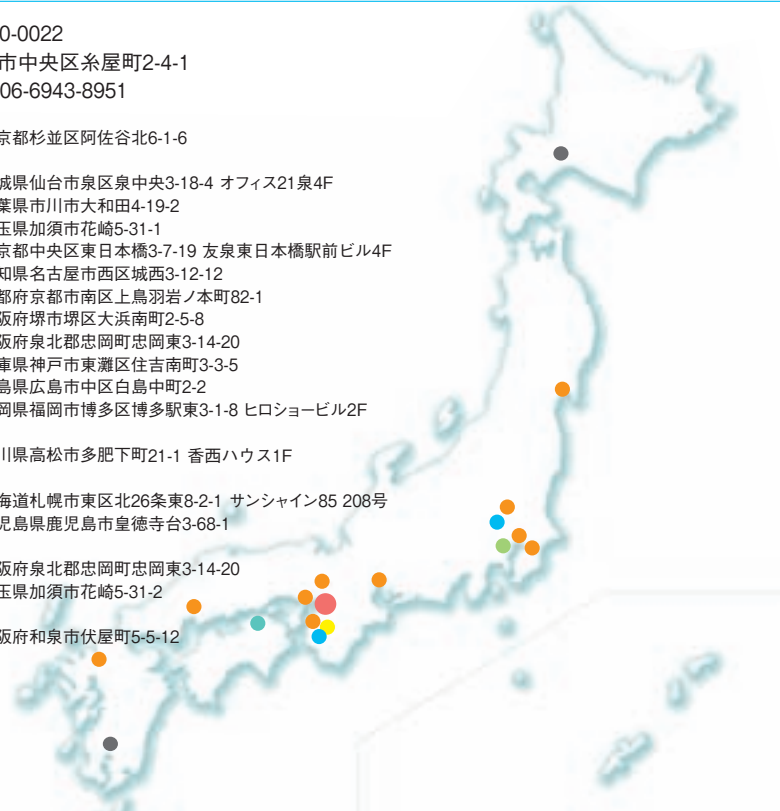 0-0022
市中央区糸屋町2-4-1
06-6943-8951
京都杉並区阿佐谷北6-1-6
城県仙台市泉区泉中央3-18-4 オフィス21泉4F
葉県市川市大和田4-19-2
玉県加須市花崎5-31-1
京都中央区東日本橋3-7-19 友泉東日本橋駅前ビル4F
知県名古屋市西区城西3-12-12
都府京都市南区上鳥羽岩ノ本町82-1
阪府堺市堺区大浜南町2-5-8
阪府泉北郡忠岡町忠岡東3-14-20
庫県神戸市東灘区住吉南町3-3-5
島県広島市中区白島中町2-2
岡県福岡市博多区博多駅東3-1-8 ヒロショービル2F
川県高松市多肥下町21-1 香西ハウス1F
海道札幌市東区北26条東8-2-1 サンシャイン85 208号
児島県鹿児島市皇徳寺台3-68-1
阪府泉北郡忠岡町忠岡東3-14-20
玉県加須市花崎5-31-2
阪府和泉市伏屋町5-5-12